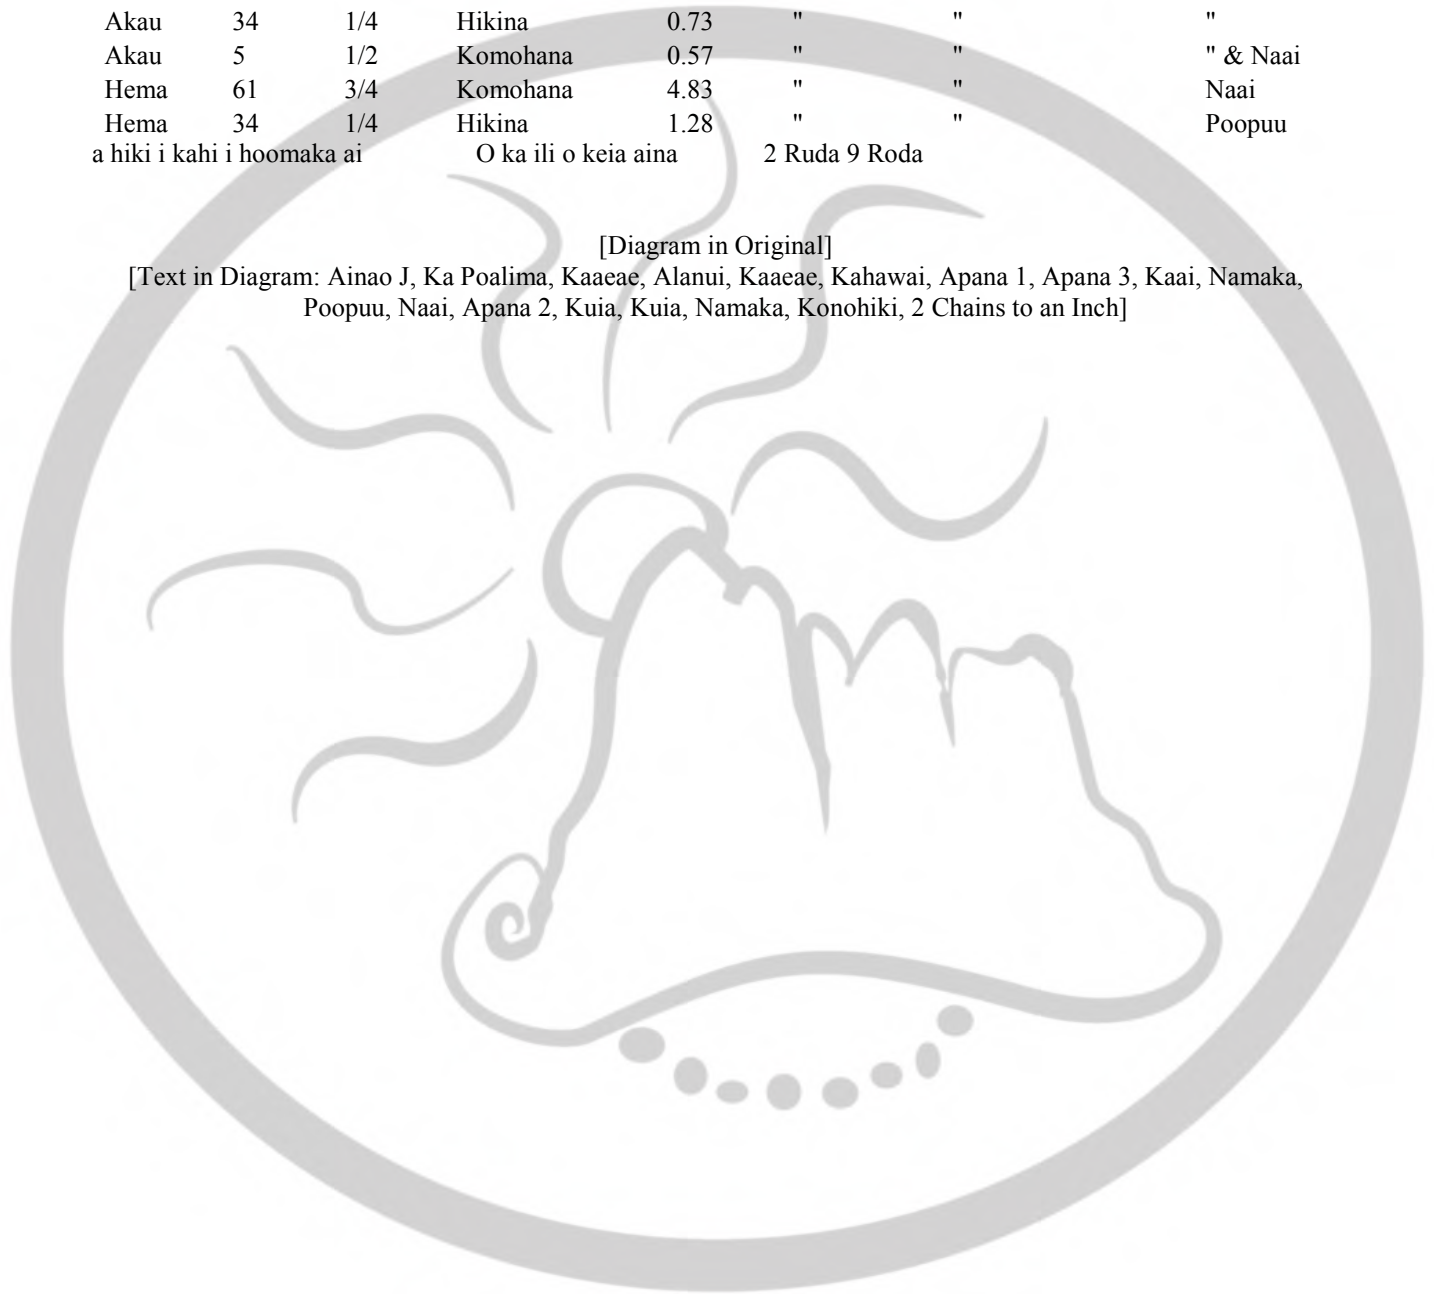 Akau 34 1/4 Hikina 0.73 " " "
Akau 5 1/2 Komohana 0.57 " " " & Naai
Hema 61 3/4 Komohana 4.83 " " Naai
Hema 34 1/4 Hikina 1.28 " " Poopuu
a hiki i kahi i hoomaka ai O ka ili o keia aina 2 Ruda 9 Roda
[Diagram in Original]
[Text in Diagram: Ainao J, Ka Poalima, Kaaeae, Alanui, Kaaeae, Kahawai, Apana 1, Apana 3, Kaai, Namaka,
Poopuu, Naai, Apana 2, Kuia, Kuia, Namaka, Konohiki, 2 Chains to an Inch]